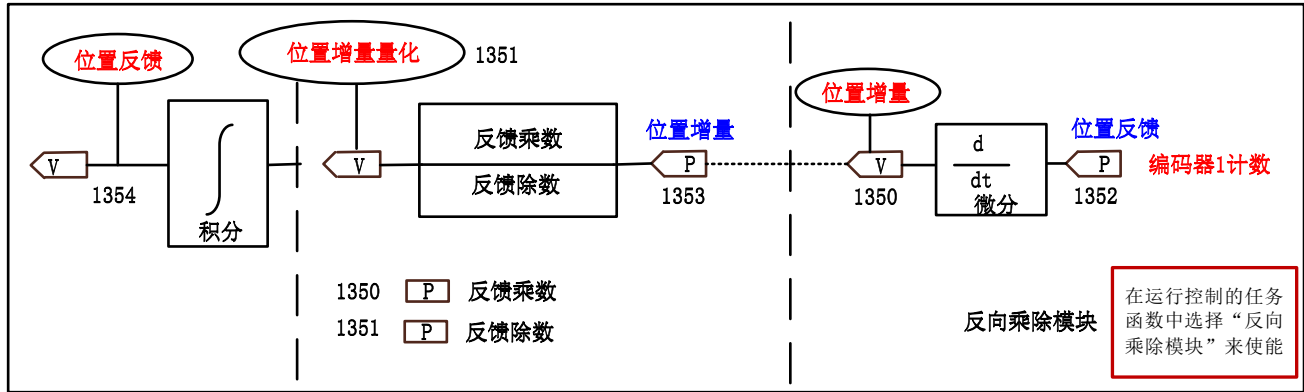 位置反馈
位置增量量化
1351
位置增量
V
1354
∫
积分
V
反馈乘数
反馈除数
位置增量
P
1353
V
1350
d
dt
微分
位置反馈
P
1352
编码器1计数
1350 P 反馈乘数
1351 P 反馈除数
反向乘除模块
在运行控制的任务
函数中选择“反向
乘除模块”来使能